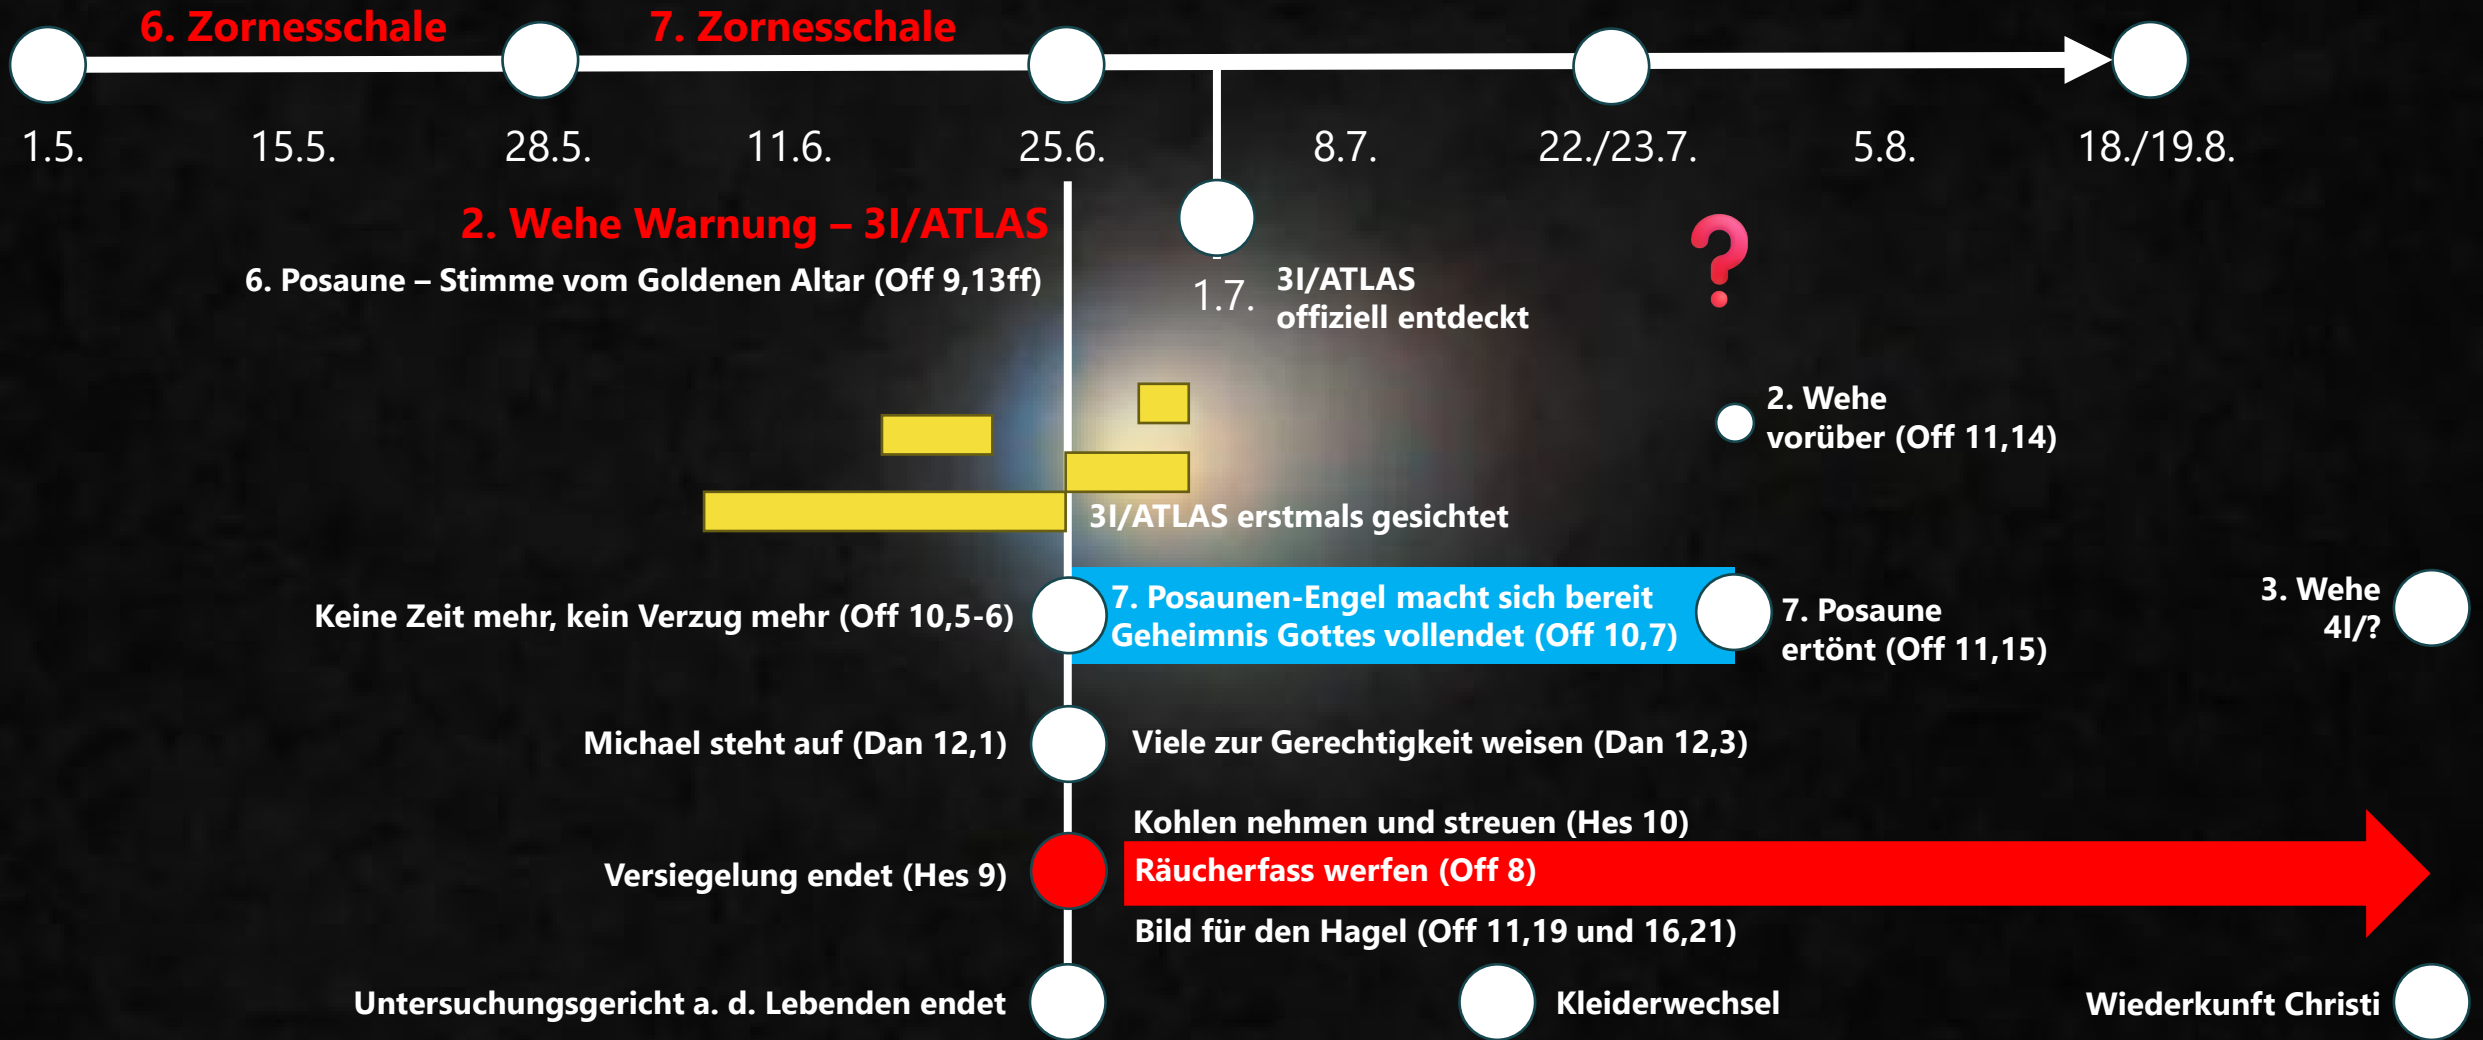 6. Zornesschale
7. Zornesschale
1.5.
15.5.
28.5.
11.6.
25.6.
8.7.
22./23.7.
5.8.
18./19.8.
2. Wehe Warnung – 3I/ATLAS
6. Posaune – Stimme vom Goldenen Altar (Off 9,13ff)
1.7.
3I/ATLAS
offiziell entdeckt
❓
2. Wehe
vorüber (Off 11,14)
3I/ATLAS erstmals gesichtet
Keine Zeit mehr, kein Verzug mehr (Off 10,5-6)
7. Posaunen-Engel macht sich bereit
Geheimnis Gottes vollendet (Off 10,7)
7. Posaune
ertönt (Off 11,15)
3. Wehe
4I/?
Michael steht auf (Dan 12,1)
Viele zur Gerechtigkeit weisen (Dan 12,3)
Kohlen nehmen und streuen (Hes 10)
Versiegelung endet (Hes 9)
Räucherfass werfen (Off 8)
Bild für den Hagel (Off 11,19 und 16,21)
Untersuchungsgericht a. d. Lebenden endet
Kleiderwechsel
Wiederkunft Christi